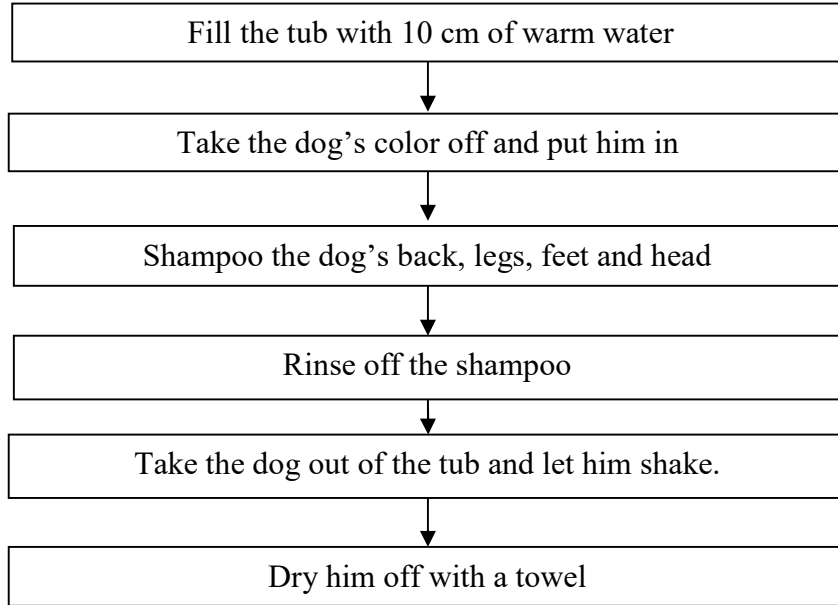 Fill the tub with 10 cm of warm water
Take the dog’s color off and put him in
Shampoo the dog’s back, legs, feet and head
Rinse off the shampoo
Take the dog out of the tub and let him shake.
Dry him off with a towel